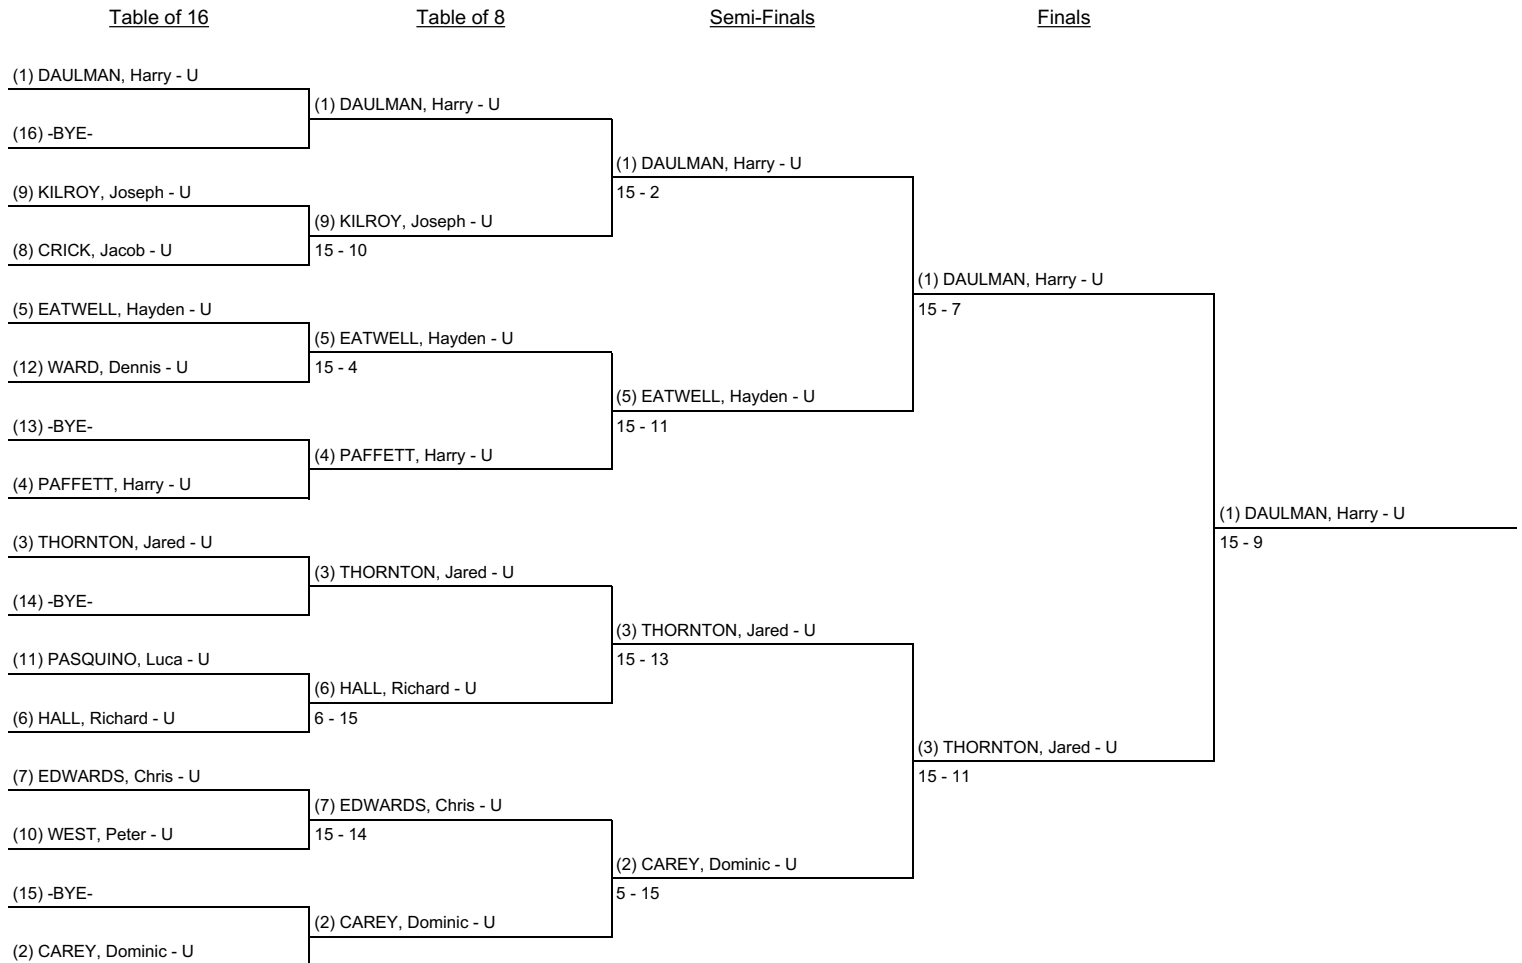 Table of 16
Table of 8
Semi-Finals
Finals
(1) DAULMAN, Harry - U
(16) -BYE-
(9) KILROY, Joseph - U
(8) CRICK, Jacob - U
(5) EATWELL, Hayden - U
(12) WARD, Dennis - U
(13) -BYE-
(4) PAFFETT, Harry - U
(3) THORNTON, Jared - U
(14) -BYE-
(11) PASQUINO, Luca - U
(6) HALL, Richard - U
(7) EDWARDS, Chris - U
(10) WEST, Peter - U
(15) -BYE-
(2) CAREY, Dominic - U
(1) DAULMAN, Harry - U
(9) KILROY, Joseph - U
15 - 10
(5) EATWELL, Hayden - U
15 - 4
(4) PAFFETT, Harry - U
(3) THORNTON, Jared - U
(6) HALL, Richard - U
6 - 15
(7) EDWARDS, Chris - U
15 - 14
(2) CAREY, Dominic - U
(1) DAULMAN, Harry - U
15 - 2
(5) EATWELL, Hayden - U
15 - 11
(3) THORNTON, Jared - U
15 - 13
(2) CAREY, Dominic - U
5 - 15
(1) DAULMAN, Harry - U
15 - 7
(3) THORNTON, Jared - U
15 - 11
(1) DAULMAN, Harry - U
15 - 9